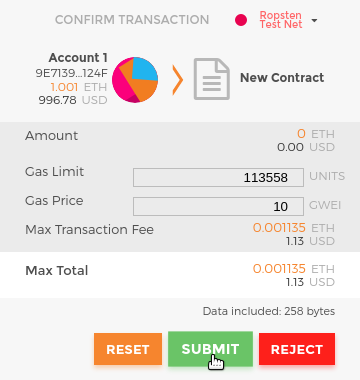 CONFIRM TRANSACTION
Ropsten
Test Net
Account 1
9E7139...124F
1.001 ETH
996.78 USD
New Contract
Amount 0 ETH
0.00 USD
Gas Limit 113558 UNITS
Gas Price 10 GWEI
Max Transaction Fee 0.001135 ETH
1.13 USD
Max Total 0.001135 ETH
1.13 USD
Data included: 258 bytes
RESET SUBMIT REJECT